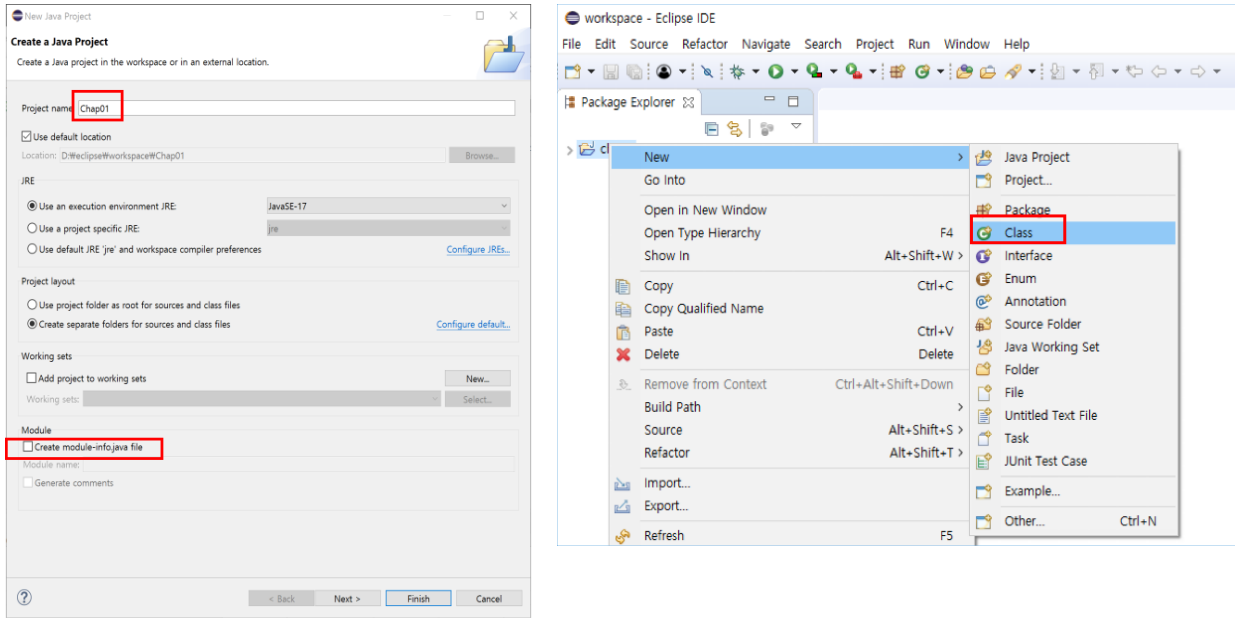 New Java Project
Create a Java Project
Create a Java project in the workspace or in an external location.
Project name: Chap01
Use default location
Location: D:₩eclipse₩workspace₩Chap01 Browse...
JRE
Use an execution environment JRE: JavaSE-17
Use a project specific JRE: jre
Use default JRE 'jre' and workspace compiler preferences Configure JREs...
Project layout
Use project folder as root for sources and class files
Create separate folders for sources and class files Configure default...
Working sets
Add project to working sets New...
Working sets: Select...
Module
Create module-info.java file
Module name:
Generate comments
< Back Next > Finish Cancel
workspace - Eclipse IDE
File Edit Source Refactor Navigate Search Project Run Window Help
Package Explorer
New
Go Into
Open in New Window
Open Type Hierarchy F4
Show In Alt+Shift+W >
Copy Ctrl+C
Copy Qualified Name
Paste Ctrl+V
Delete Delete
Remove from Context Ctrl+Alt+Shift+Down
Build Path
Source Alt+Shift+S >
Refactor Alt+Shift+T >
Import...
Export...
Refresh F5
Java Project
Project...
Package
Class
Interface
Enum
Annotation
Source Folder
Java Working Set
Folder
File
Untitled Text File
Task
JUnit Test Case
Example...
Other... Ctrl+N